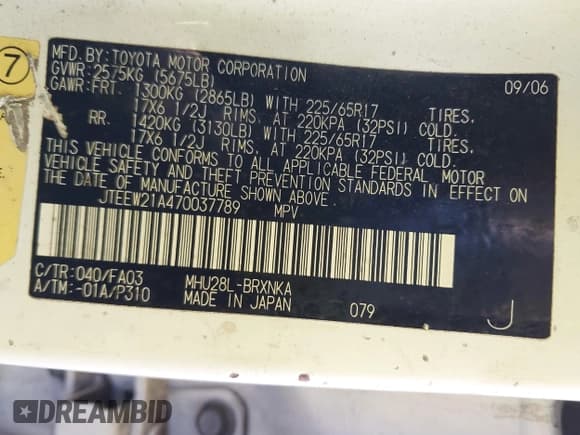 7
MFD.BY:TOYOTA MOTOR CORPORATION 09/06
GVWR:2575KG (5675LB)
GAWR:FRT. 1300KG (2865LB) WITH 225/65R17 TIRES.
17X6 1/2J RIMS. AT 220KPA (32PSI) COLD.
RR. 1420KG (3130LB) WITH 225/65R17 TIRES.
17X6 1/2J RIMS. AT 220KPA (32PSI) COLD.
THIS VEHICLE CONFORMS TO ALL APPLICABLE FEDERAL MOTOR
VEHICLE SAFETY AND THEFT PREVENTION STANDARDS IN EFFECT ON
THE DATE OF MANUFACTURE SHOWN ABOVE.
JTEEW21A470037789 MPV
C/TR:040/FA03 MHU28L-BRXNKA
A/TM:-01A/P310 MADE IN JAPAN 079 J
DREAMBID